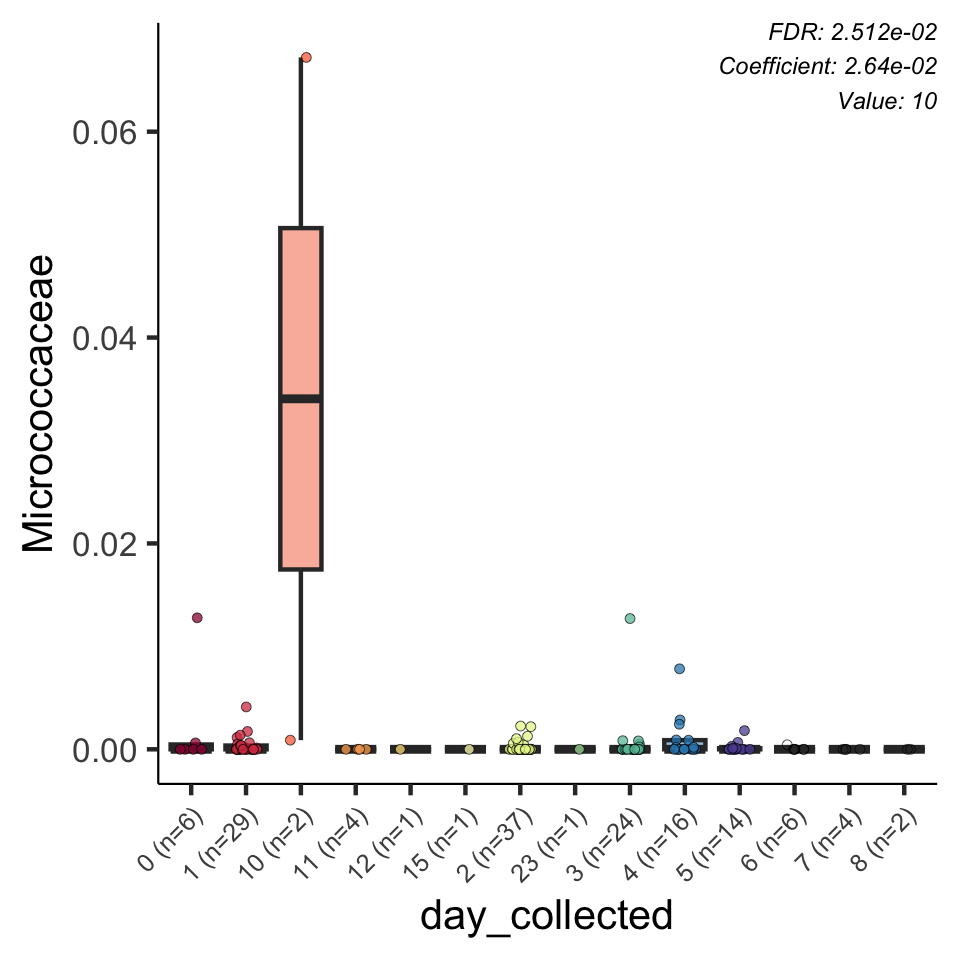 FDR: 2.512e-02
Coefficient: 2.64e-02
Value: 10
Micrococcaceae
0.06
0.04
0.02
0.00
0 (n=6)
1 (n=29)
10 (n=2)
11 (n=4)
12 (n=1)
15 (n=1)
2 (n=37)
23 (n=1)
3 (n=24)
4 (n=16)
5 (n=14)
6 (n=6)
7 (n=4)
8 (n=2)
day_collected